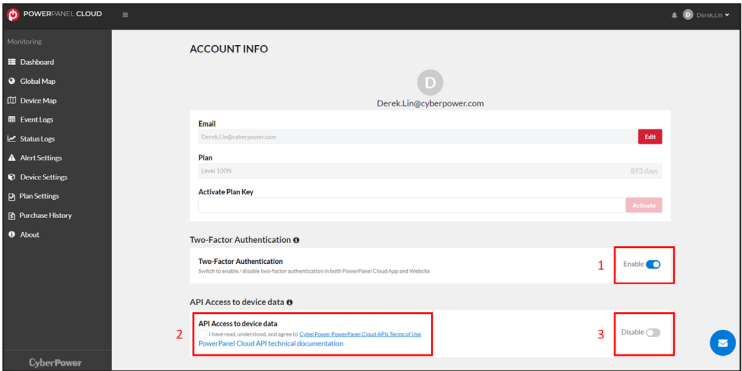 POWERPANEL CLOUD
D Derek.Lin
Monitoring
Dashboard
Global Map
Device Map
Event Logs
Status Logs
Alert Settings
Device Settings
Plan Settings
Purchase History
About
CyberPower
ACCOUNT INFO
D
Derek.Lin@cyberpower.com
Email
Derek.Lin@cyberpower.com
Edit
Plan
Level 100N
893 days
Activate Plan Key
Activate
Two-Factor Authentication
Two-Factor Authentication
Switch to enable / disable two-factor authentication in both PowerPanel Cloud App and Website
1
Enable
API Access to device data
2
API Access to device data
I have read, understood, and agree to CyberPower PowerPanel Cloud APIs Terms of Use.
PowerPanel Cloud API technical documentation
3
Disable